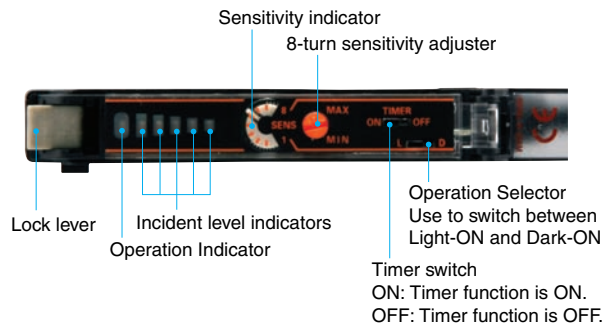 Sensitivity indicator
8-turn sensitivity adjuster
8
SENS
1
MAX
MIN
TIMER
ON OFF
L D
CE
Lock lever
Incident level indicators
Operation Indicator
Operation Selector
Use to switch between
Light-ON and Dark-ON
Timer switch
ON: Timer function is ON.
OFF: Timer function is OFF.